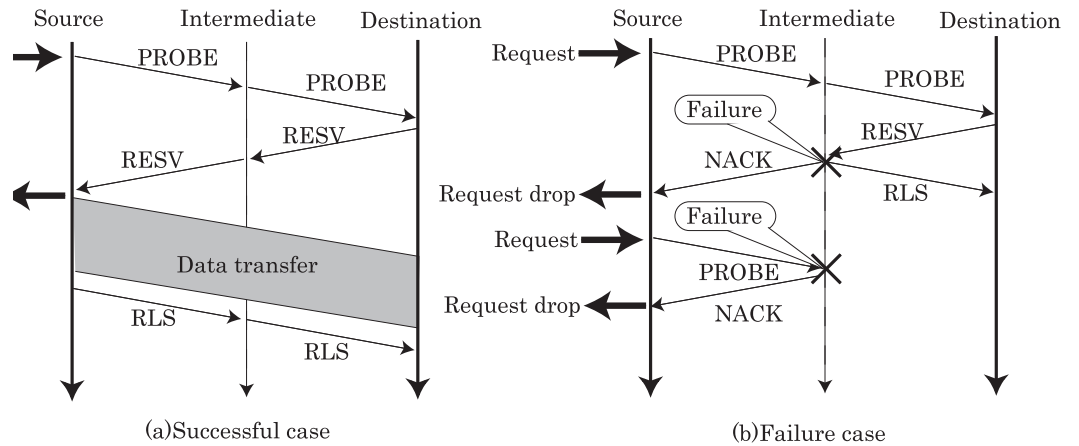 Source Intermediate Destination
PROBE
PROBE
RESV
RESV
Data transfer
RLS
RLS
(a)Successful case
Source Intermediate Destination
Request
PROBE
PROBE
Failure
RESV
NACK
RLS
Request drop
Failure
Request
PROBE
Request drop
NACK
(b)Failure case